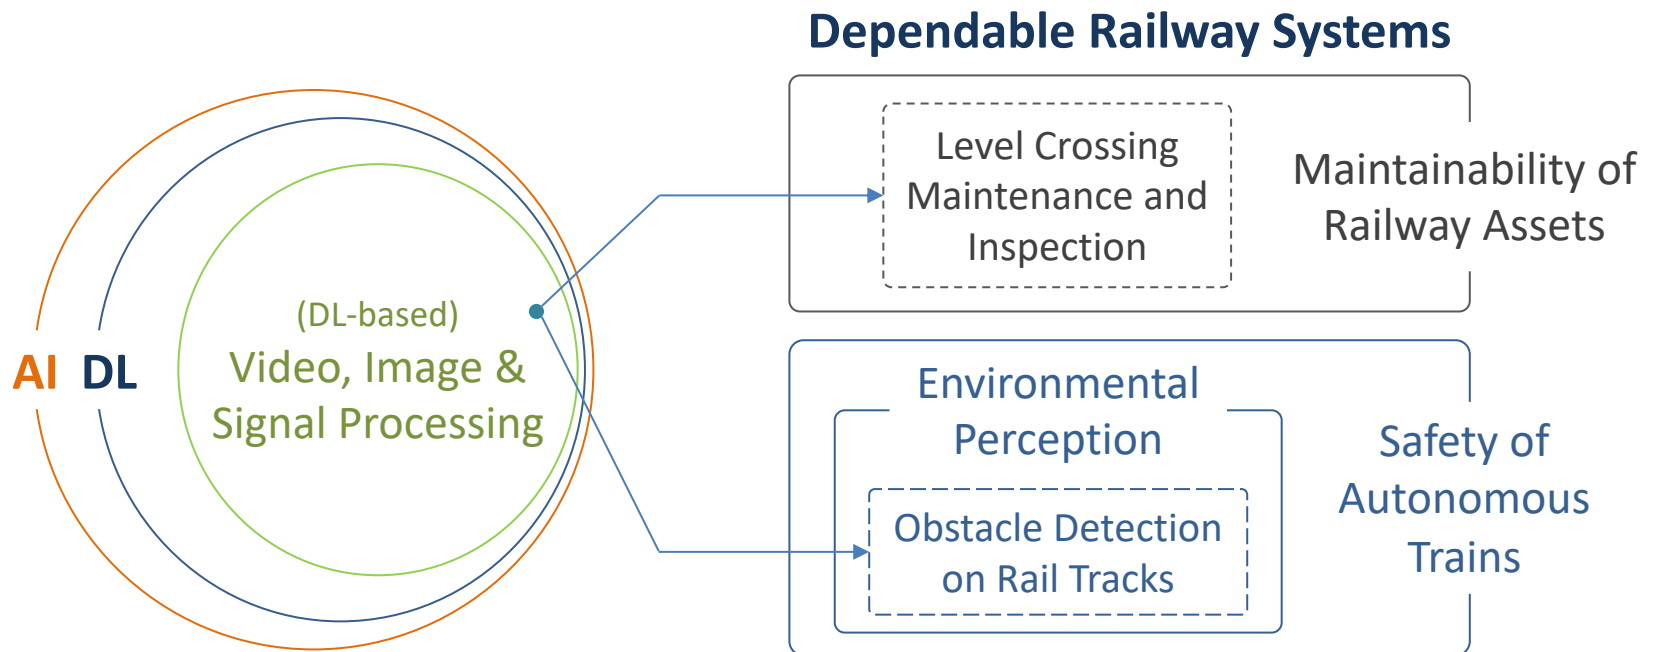 Dependable Railway Systems
Level Crossing
Maintenance and
Inspection
Maintainability of
Railway Assets
(DL-based)
Video, Image &
Signal Processing
AI DL
Environmental
Perception
Obstacle Detection
on Rail Tracks
Safety of
Autonomous
Trains